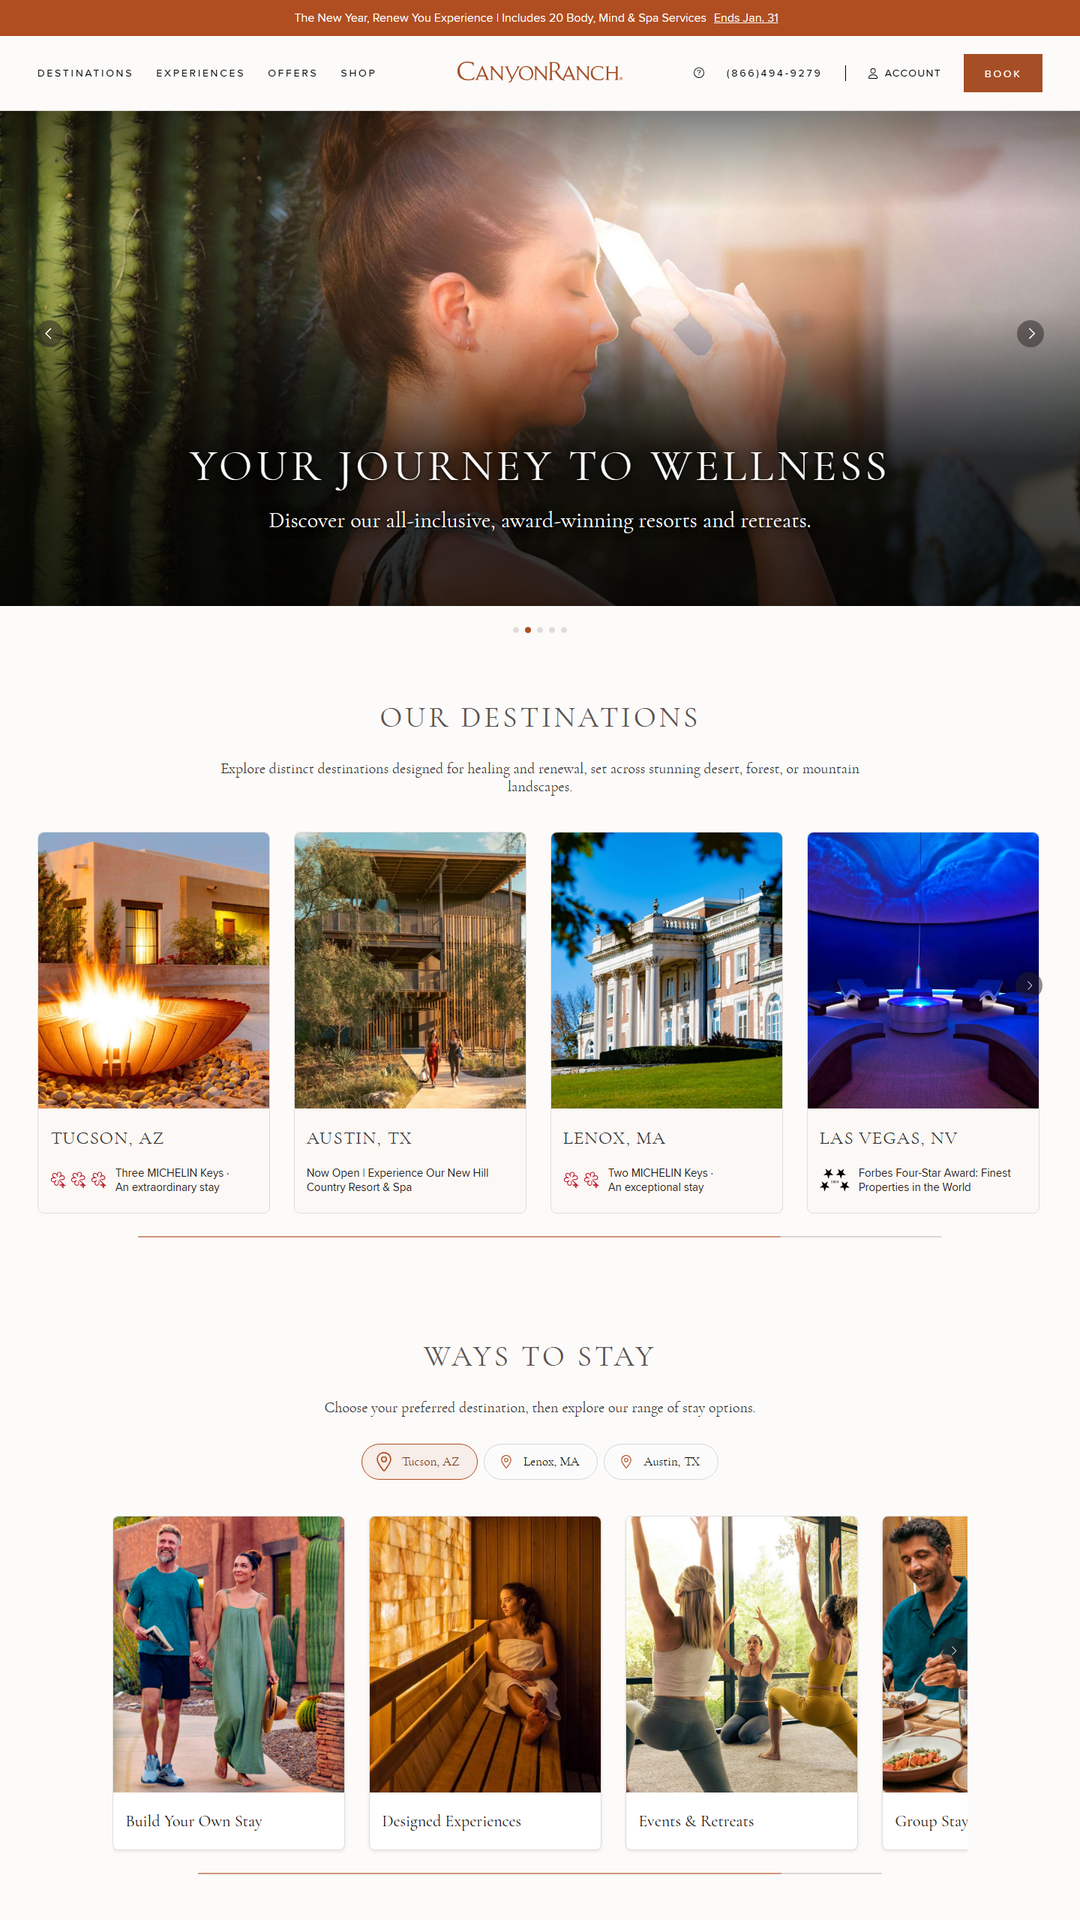 The New Year, Renew You Experience | Includes 20 Body, Mind & Spa Services Ends Jan. 31
DESTINATIONS EXPERIENCES OFFERS SHOP CANYONRANCH. (866)494-9279 ACCOUNT BOOK
YOUR JOURNEY TO WELLNESS
Discover our all-inclusive, award-winning resorts and retreats.
OUR DESTINATIONS
Explore distinct destinations designed for healing and renewal, set across stunning desert, forest, or mountain
landscapes.
TUCSON, AZ
Three MICHELIN Keys ·
An extraordinary stay
AUSTIN, TX
Now Open | Experience Our New Hill
Country Resort & Spa
LENOX, MA
Two MICHELIN Keys ·
An exceptional stay
LAS VEGAS, NV
Forbes Four-Star Award: Finest
Properties in the World
WAYS TO STAY
Choose your preferred destination, then explore our range of stay options.
Tucson, AZ Lenox, MA Austin, TX
Build Your Own Stay
Designed Experiences
Events & Retreats
Group Stay